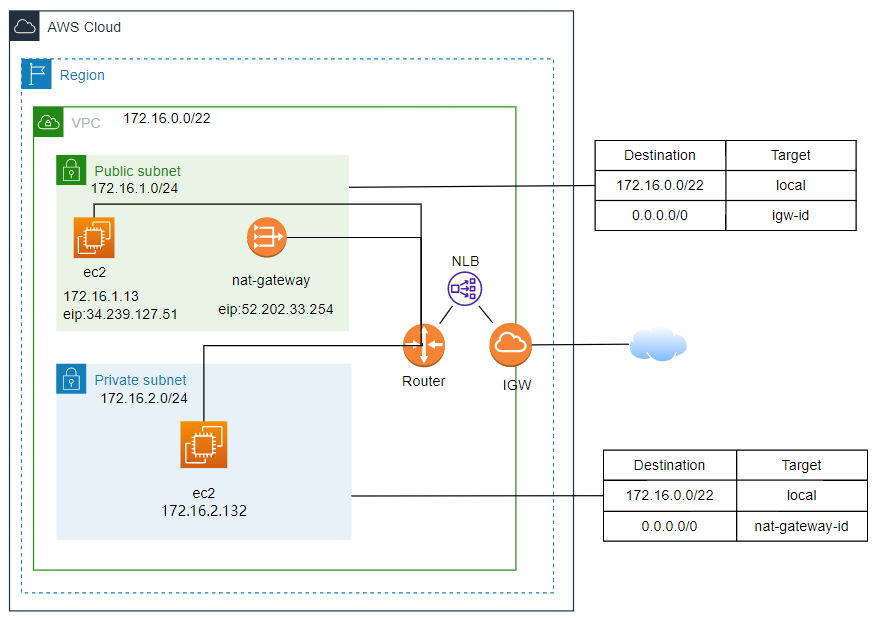 AWS Cloud
Region
VPC
172.16.0.0/22
Public subnet
172.16.1.0/24
ec2
172.16.1.13
eip:34.239.127.51
nat-gateway
eip:52.202.33.254
NLB
Router
IGW
Private subnet
172.16.2.0/24
ec2
172.16.2.132
Destination Target
172.16.0.0/22 local
0.0.0.0/0 igw-id
Destination Target
172.16.0.0/22 local
0.0.0.0/0 nat-gateway-id